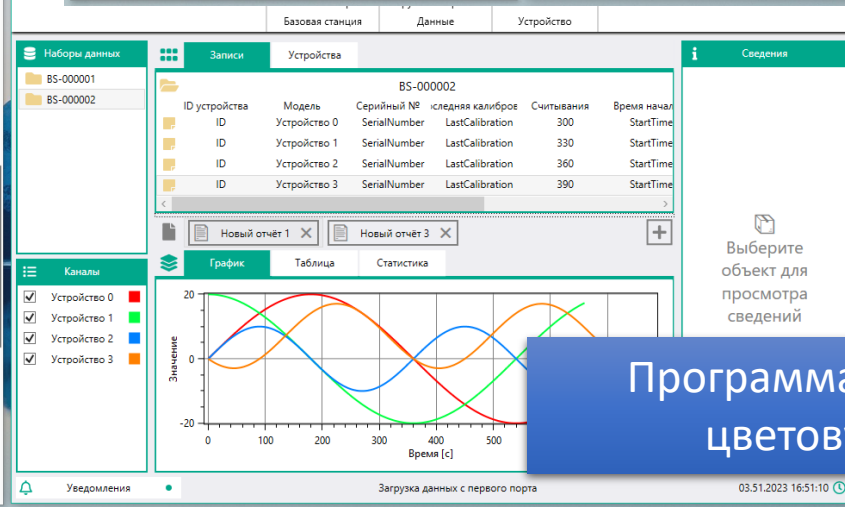 Базовая станция Данные Устройство
Наборы данных
BS-000001
BS-000002
Записи Устройства
BS-000002
ID устройства Модель Серийный № Считывания Время начал
ID Устройство 0 SerialNumber LastCalibration 300 StartTime
ID Устройство 1 SerialNumber LastCalibration 330 StartTime
ID Устройство 2 SerialNumber LastCalibration 360 StartTime
ID Устройство 3 SerialNumber LastCalibration 390 StartTime
Новый отчёт 1 Новый отчёт 3
Каналы
Устройство 0
Устройство 1
Устройство 2
Устройство 3
График Таблица Статистика
Значение
20
0
-20
0 100 200 300 400 500
Время [с]
i Сведения
Выберите
объект для
просмотра
сведений
Программа
цветов
Уведомления Загрузка данных с первого порта 03.51.2023 16:51:10